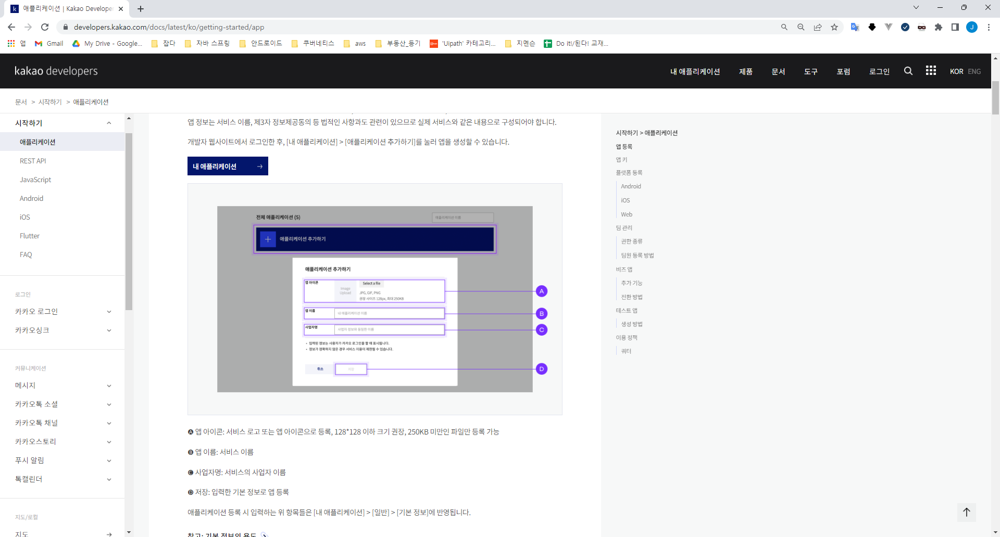 애플리케이션 | Kakao Develope
developers.kakao.com/docs/latest/ko/getting-started/app
J
앱
Gmail
My Drive - Google...
잡다
자바 스프링
안드로이드
쿠버네티스
aws
부동산_등기
'Uipath' 카테고리...
지멘슨
Do it!/된다! 교재...
kakao developers
내 애플리케이션
제품
문서
도구
포럼
로그인
KOR ENG
문서 > 시작하기 > 애플리케이션
시작하기
애플리케이션
REST API
JavaScript
Android
iOS
Flutter
FAQ
로그인
카카오 로그인
카카오싱크
커뮤니케이션
메시지
카카오톡 소셜
카카오톡 채널
카카오스토리
푸시 알림
톡캘린더
지도/로컬
지도
앱 정보는 서비스 이름, 제3자 정보제공동의 등 법적인 사항과도 관련이 있으므로 실제 서비스와 같은 내용으로 구성되어야 합니다.
개발자 웹사이트에서 로그인한 후, [내 애플리케이션] > [애플리케이션 추가하기]를 눌러 앱을 생성할 수 있습니다.
내 애플리케이션 →
전체 애플리케이션 (5)
애플리케이션 이름
애플리케이션 추가하기
애플리케이션 추가하기
앱 아이콘
Image
Upload
Select a file
JPG, GIF, PNG
권장 사이즈 128px, 최대 250KB
A
앱 이름
내 애플리케이션 이름
B
사업자명
사업자 정보와 동일한 이름
C
• 입력된 정보는 사용자가 카카오 로그인을 할 때 표시됩니다.
• 정보가 정확하지 않은 경우 서비스 이용이 제한될 수 있습니다.
취소
저장
D
🅐 앱 아이콘: 서비스 로고 또는 앱 아이콘으로 등록, 128*128 이하 크기 권장, 250KB 미만인 파일만 등록 가능
🅑 앱 이름: 서비스 이름
🅒 사업자명: 서비스의 사업자 이름
🅓 저장: 입력한 기본 정보로 앱 등록
애플리케이션 등록 시 입력하는 위 항목들은 [내 애플리케이션] > [일반] > [기본 정보]에 반영됩니다.
참고: 기본 정보의 용도
시작하기 > 애플리케이션
앱 등록
앱 키
플랫폼 등록
Android
iOS
Web
팀 관리
권한 종류
팀원 등록 방법
비즈 앱
추가 기능
전환 방법
테스트 앱
생성 방법
이용 정책
쿼터